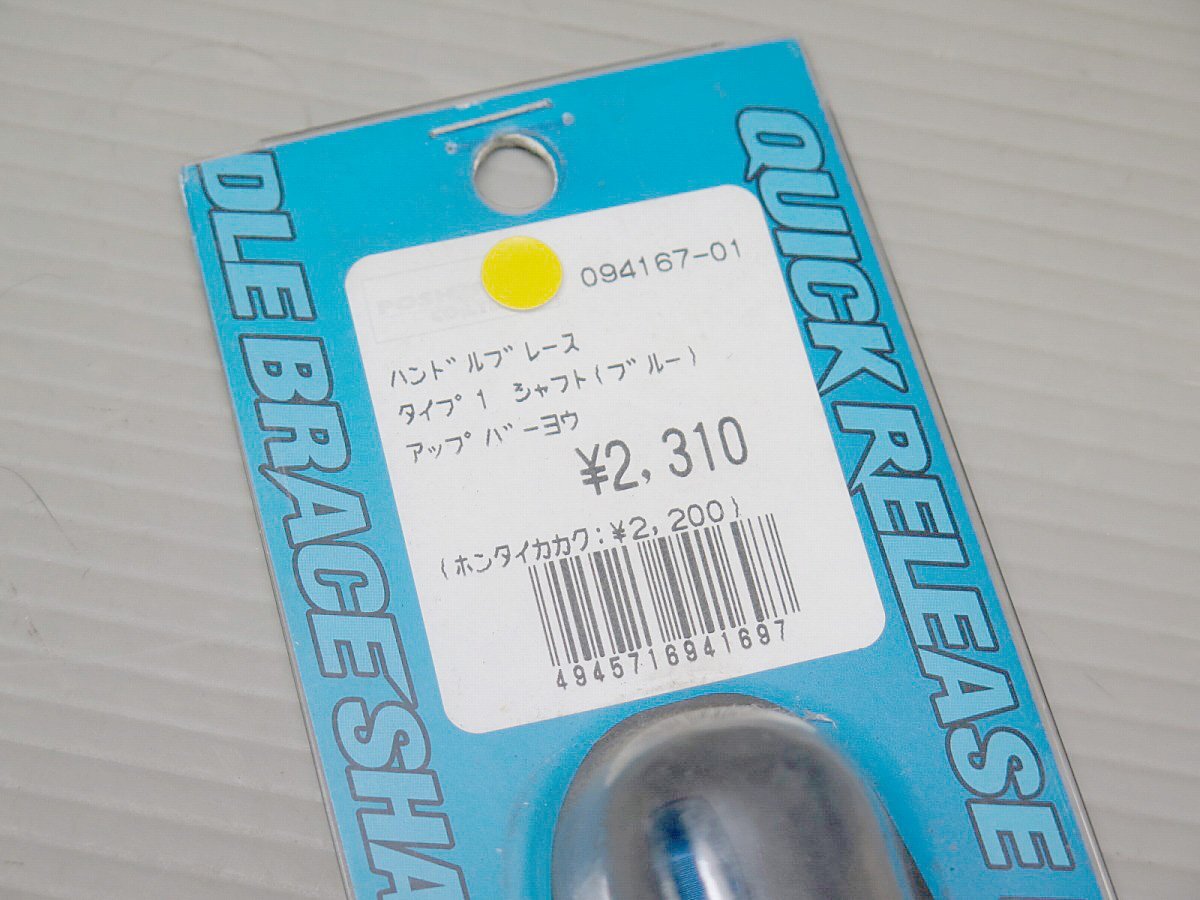 094167-01
ハンドルブレース
タイプ1 シャフト(ブルー)
アップバーヨウ
¥2,310
(ホンタイカカク:¥2,200)
4945716941697
QUICK RELEASE
DLE BRACE SHA